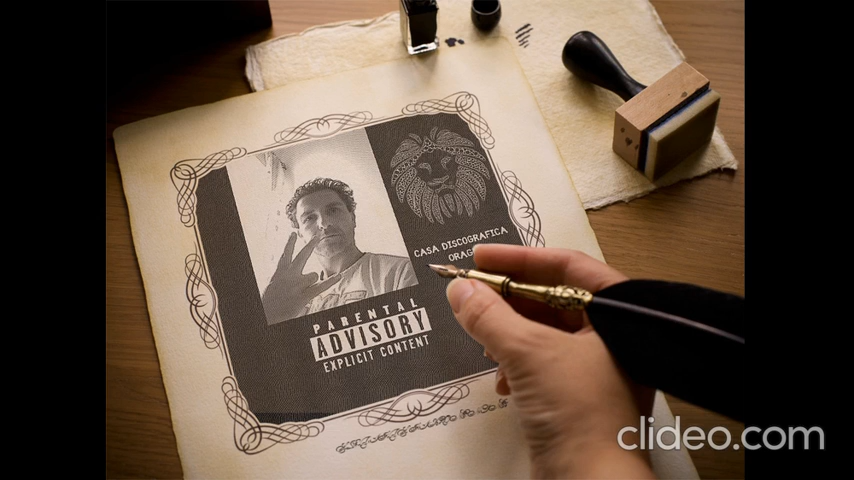 CASA DISCOGRAFICA
PARENTAL
ADVISORY
EXPLICIT CONTENT
clideo.com